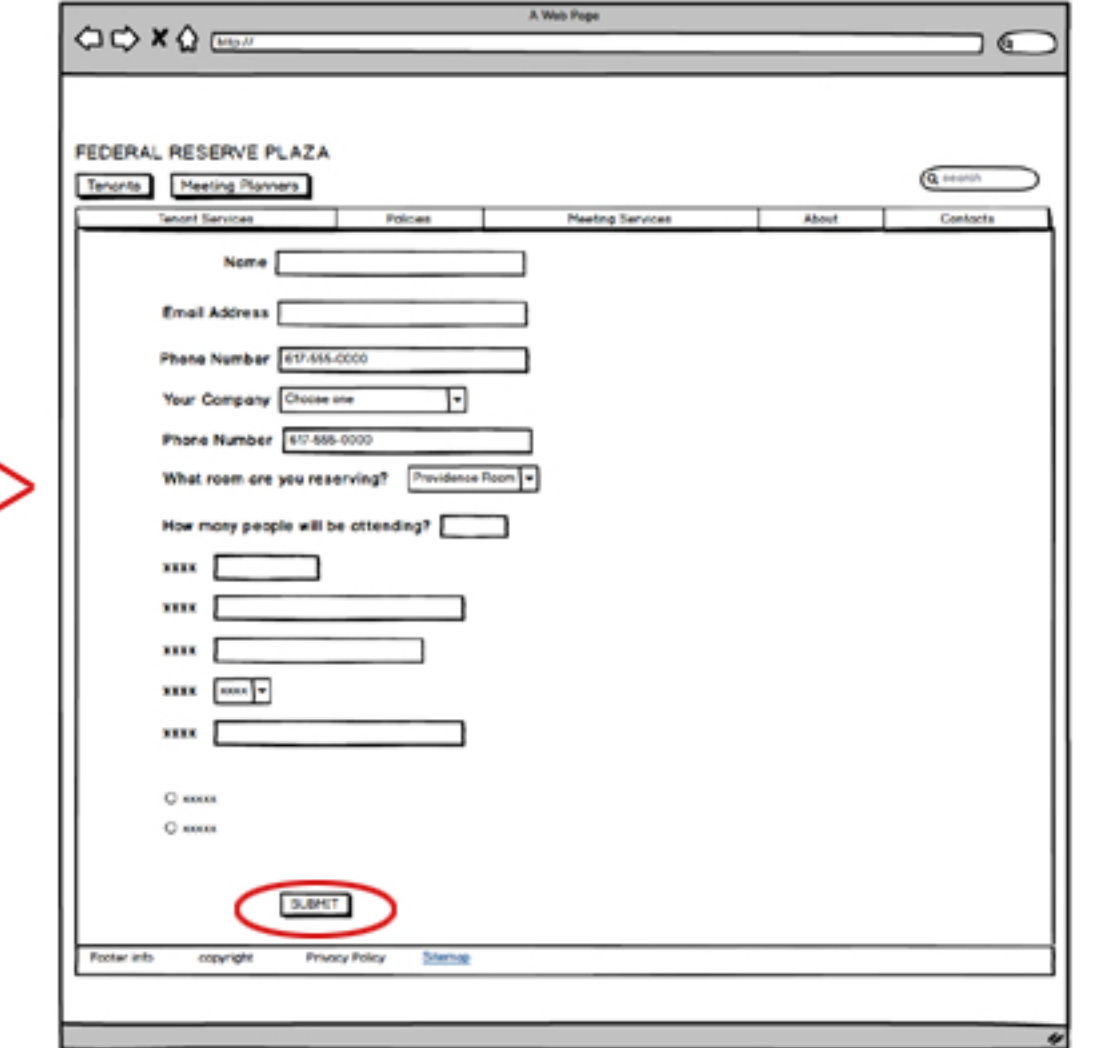 A Web Page
http://
FEDERAL RESERVE PLAZA
Tenants Meeting Planners
search
Tenant Services Policies Meeting Services About Contacts
Name
Email Address
Phone Number 617-555-0000
Your Company Choose one
Phone Number 617-555-0000
What room are you reserving? Providence Room
How many people will be attending?
xxxx
xxxx
xxxx
xxxx xxxx
xxxx
xxxxx
xxxxx
SUBMIT
Footer info copyright Privacy Policy Sitemap